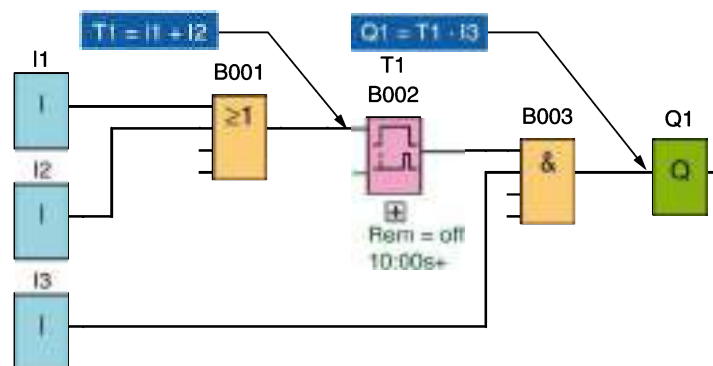 T1 = I1 + I2
Q1 = T1 · I3
T1
I1
B001
B002
B003
Q1
I
≥1
&
Q
I2
I
Rem = off
10:00s+
I3
I